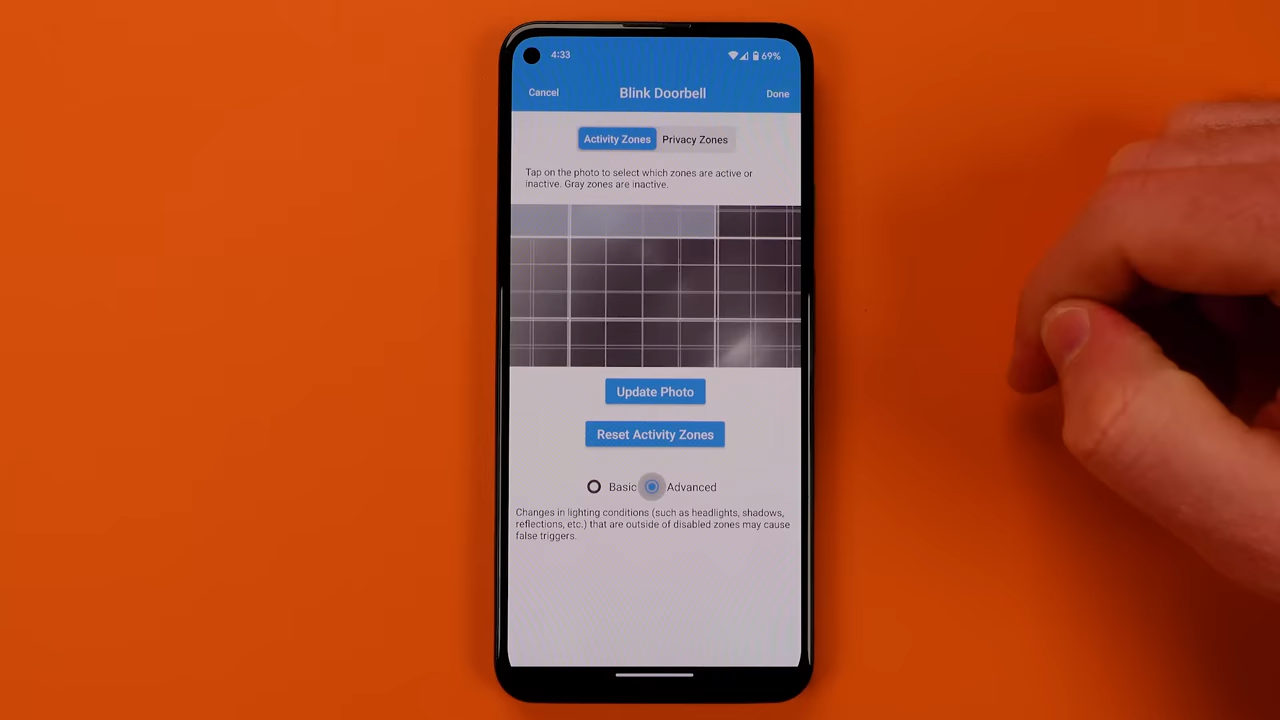 4:33 69%
Cancel Blink Doorbell Done
Activity Zones Privacy Zones
Tap on the photo to select which zones are active or
inactive. Gray zones are inactive.
Update Photo
Reset Activity Zones
Basic Advanced
Changes in lighting conditions (such as headlights, shadows,
reflections, etc.) that are outside of disabled zones may cause
false triggers.